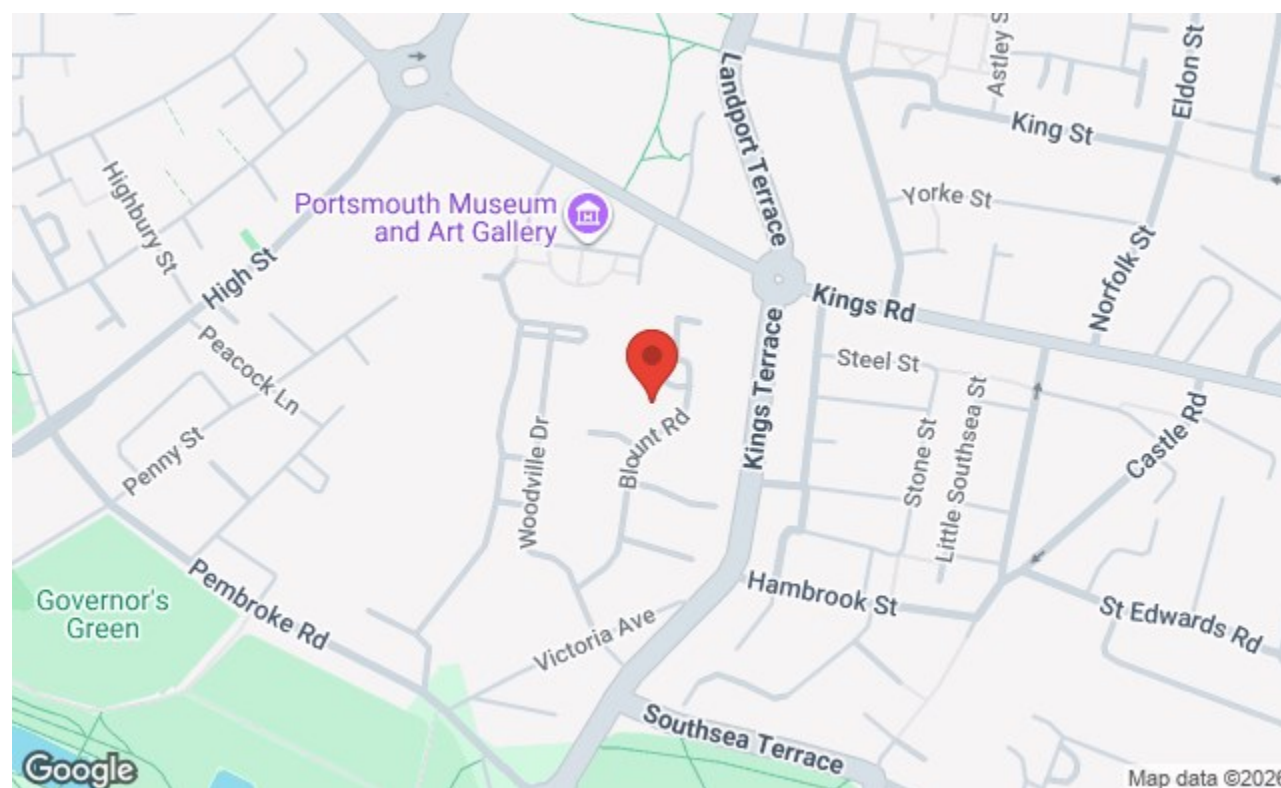 Astley S
Eldon St
King St
Landport Terrace
Yorke St
Highbury St
Portsmouth Museum
and Art Gallery
High St
Norfolk St
Kings Rd
Peacock Ln
Steel St
Kings Terrace
Penny St
Blount Rd
Woodville Dr
Stone St
Little Southsea St
Castle Rd
Pembroke Rd
Governor's
Green
Hambrook St
St Edwards Rd
Victoria Ave
Southsea Terrace
Google
Map data ©2026